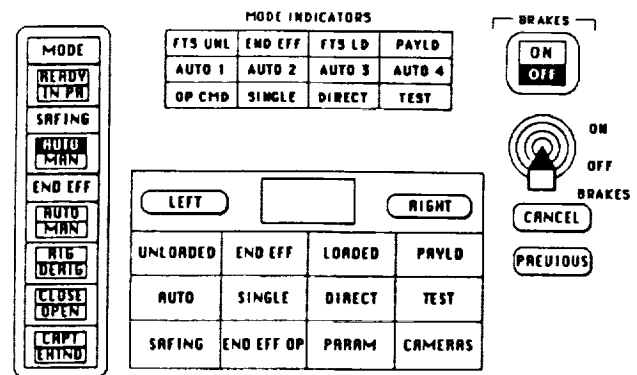 MODE INDICATORS
FTS UNL END EFF FTS LD PAYLD
AUTO 1 AUTO 2 AUTO 3 AUTO 4
OP CMD SINGLE DIRECT TEST
BRAKES
ON
OFF
ON
OFF
BRAKES
CANCEL
PREVIOUS
MODE
READY
IN PR
SAFING
AUTO
MAN
END EFF
AUTO
MAN
RIG
DERIG
CLOSE
OPEN
CAPT
EXTND
LEFT RIGHT
UNLOADED END EFF LOADED PAYLD
AUTO SINGLE DIRECT TEST
SAFING END EFF OP PARAM CAMERAS